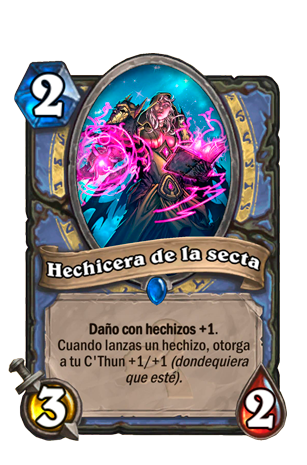 2
Hechicera de la secta
Daño con hechizos +1.
Cuando lanzas un hechizo, otorga
a tu C'Thun +1/+1 (dondequiera
que esté).
3
2